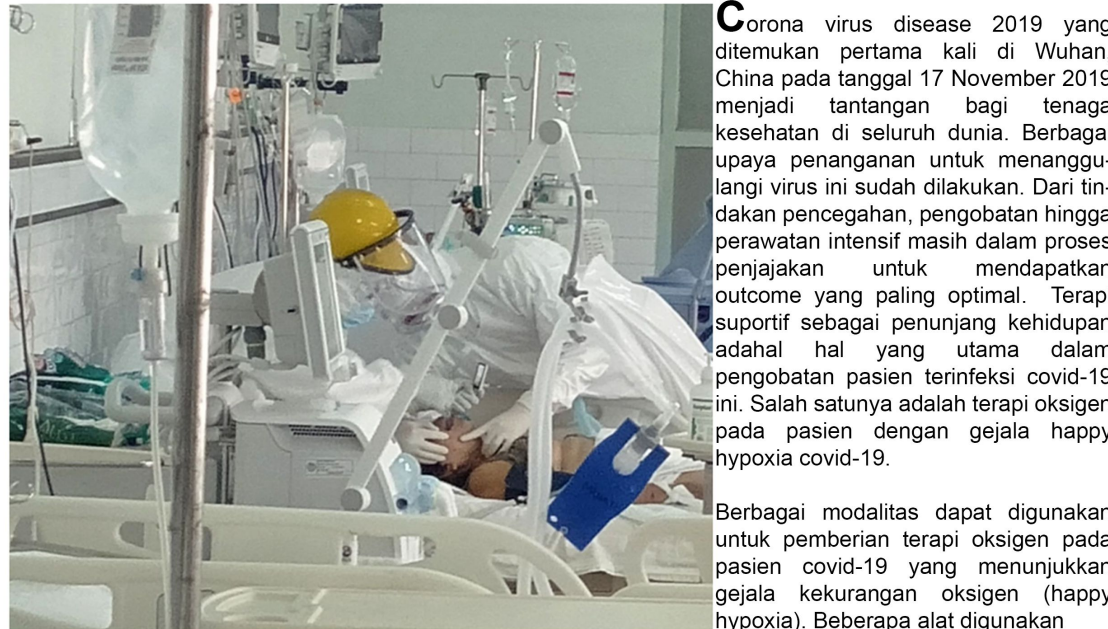 Corona virus disease 2019 yang
ditemukan pertama kali di Wuhan,
China pada tanggal 17 November 2019
menjadi tantangan bagi tenaga
kesehatan di seluruh dunia. Berbagai
upaya penanganan untuk menanggu-
langi virus ini sudah dilakukan. Dari tin-
dakan pencegahan, pengobatan hingga
perawatan intensif masih dalam proses
penjajakan untuk mendapatkan
outcome yang paling optimal. Terapi
suportif sebagai penunjang kehidupan
adahal hal yang utama dalam
pengobatan pasien terinfeksi covid-19
ini. Salah satunya adalah terapi oksigen
pada pasien dengan gejala happy
hypoxia covid-19.
Berbagai modalitas dapat digunakan
untuk pemberian terapi oksigen pada
pasien covid-19 yang menunjukkan
gejala kekurangan oksigen (happy
hypoxia). Beberapa alat digunakan